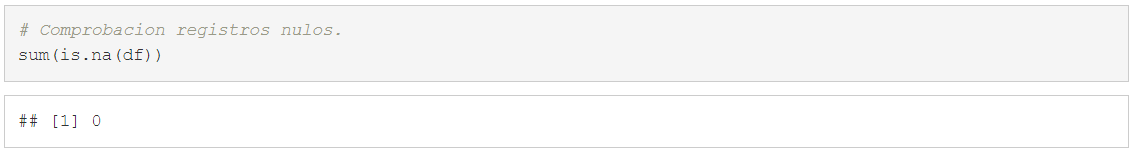 # Comprobacion registros nulos.
sum(is.na(df))
## [1] 0